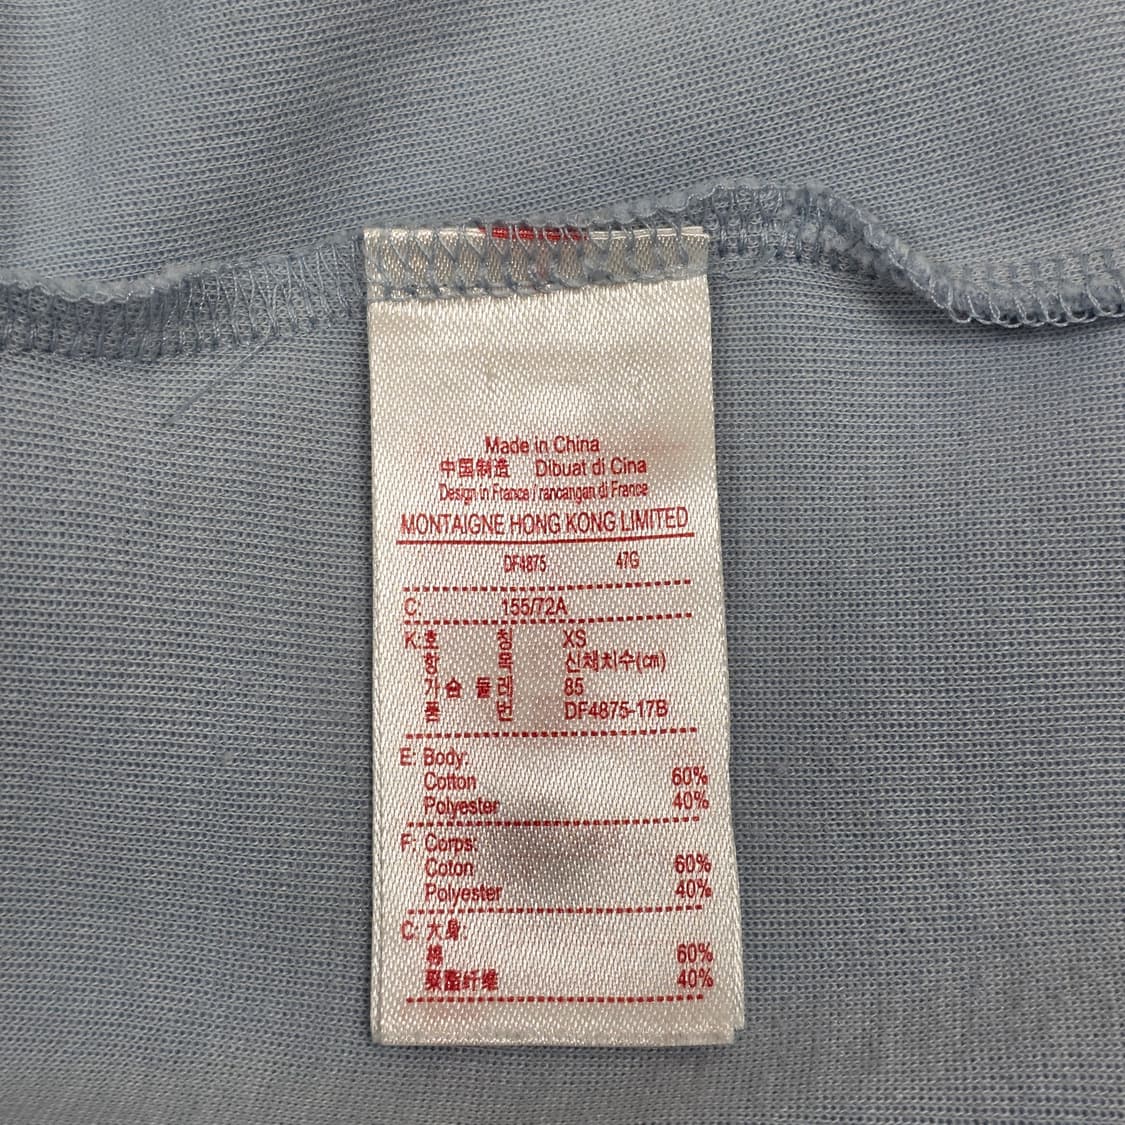 Made in China
中国制造 Dibuat di Cina
Design in France / rancangan di France
MONTAIGNE HONG KONG LIMITED
DF4875 47G
C: 155/72A
K: 호 칭 XS
항 목 신체치수(cm)
가슴둘레 85
품 번 DF4875-17B
E: Body:
Cotton 60%
Polyester 40%
F: Corps:
Coton 60%
Polyester 40%
C: 大身:
棉 60%
聚酯纤维 40%